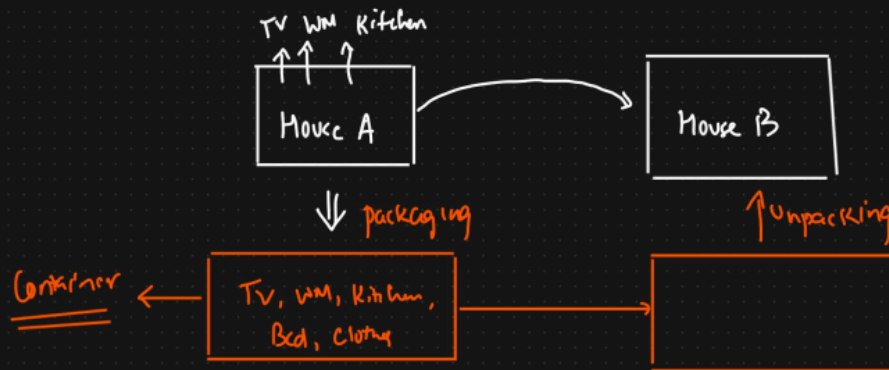 TV WM Kitchen
House A
House B
packaging
Unpacking
Container
TV, WM, Kitchen,
Bed, Clothes